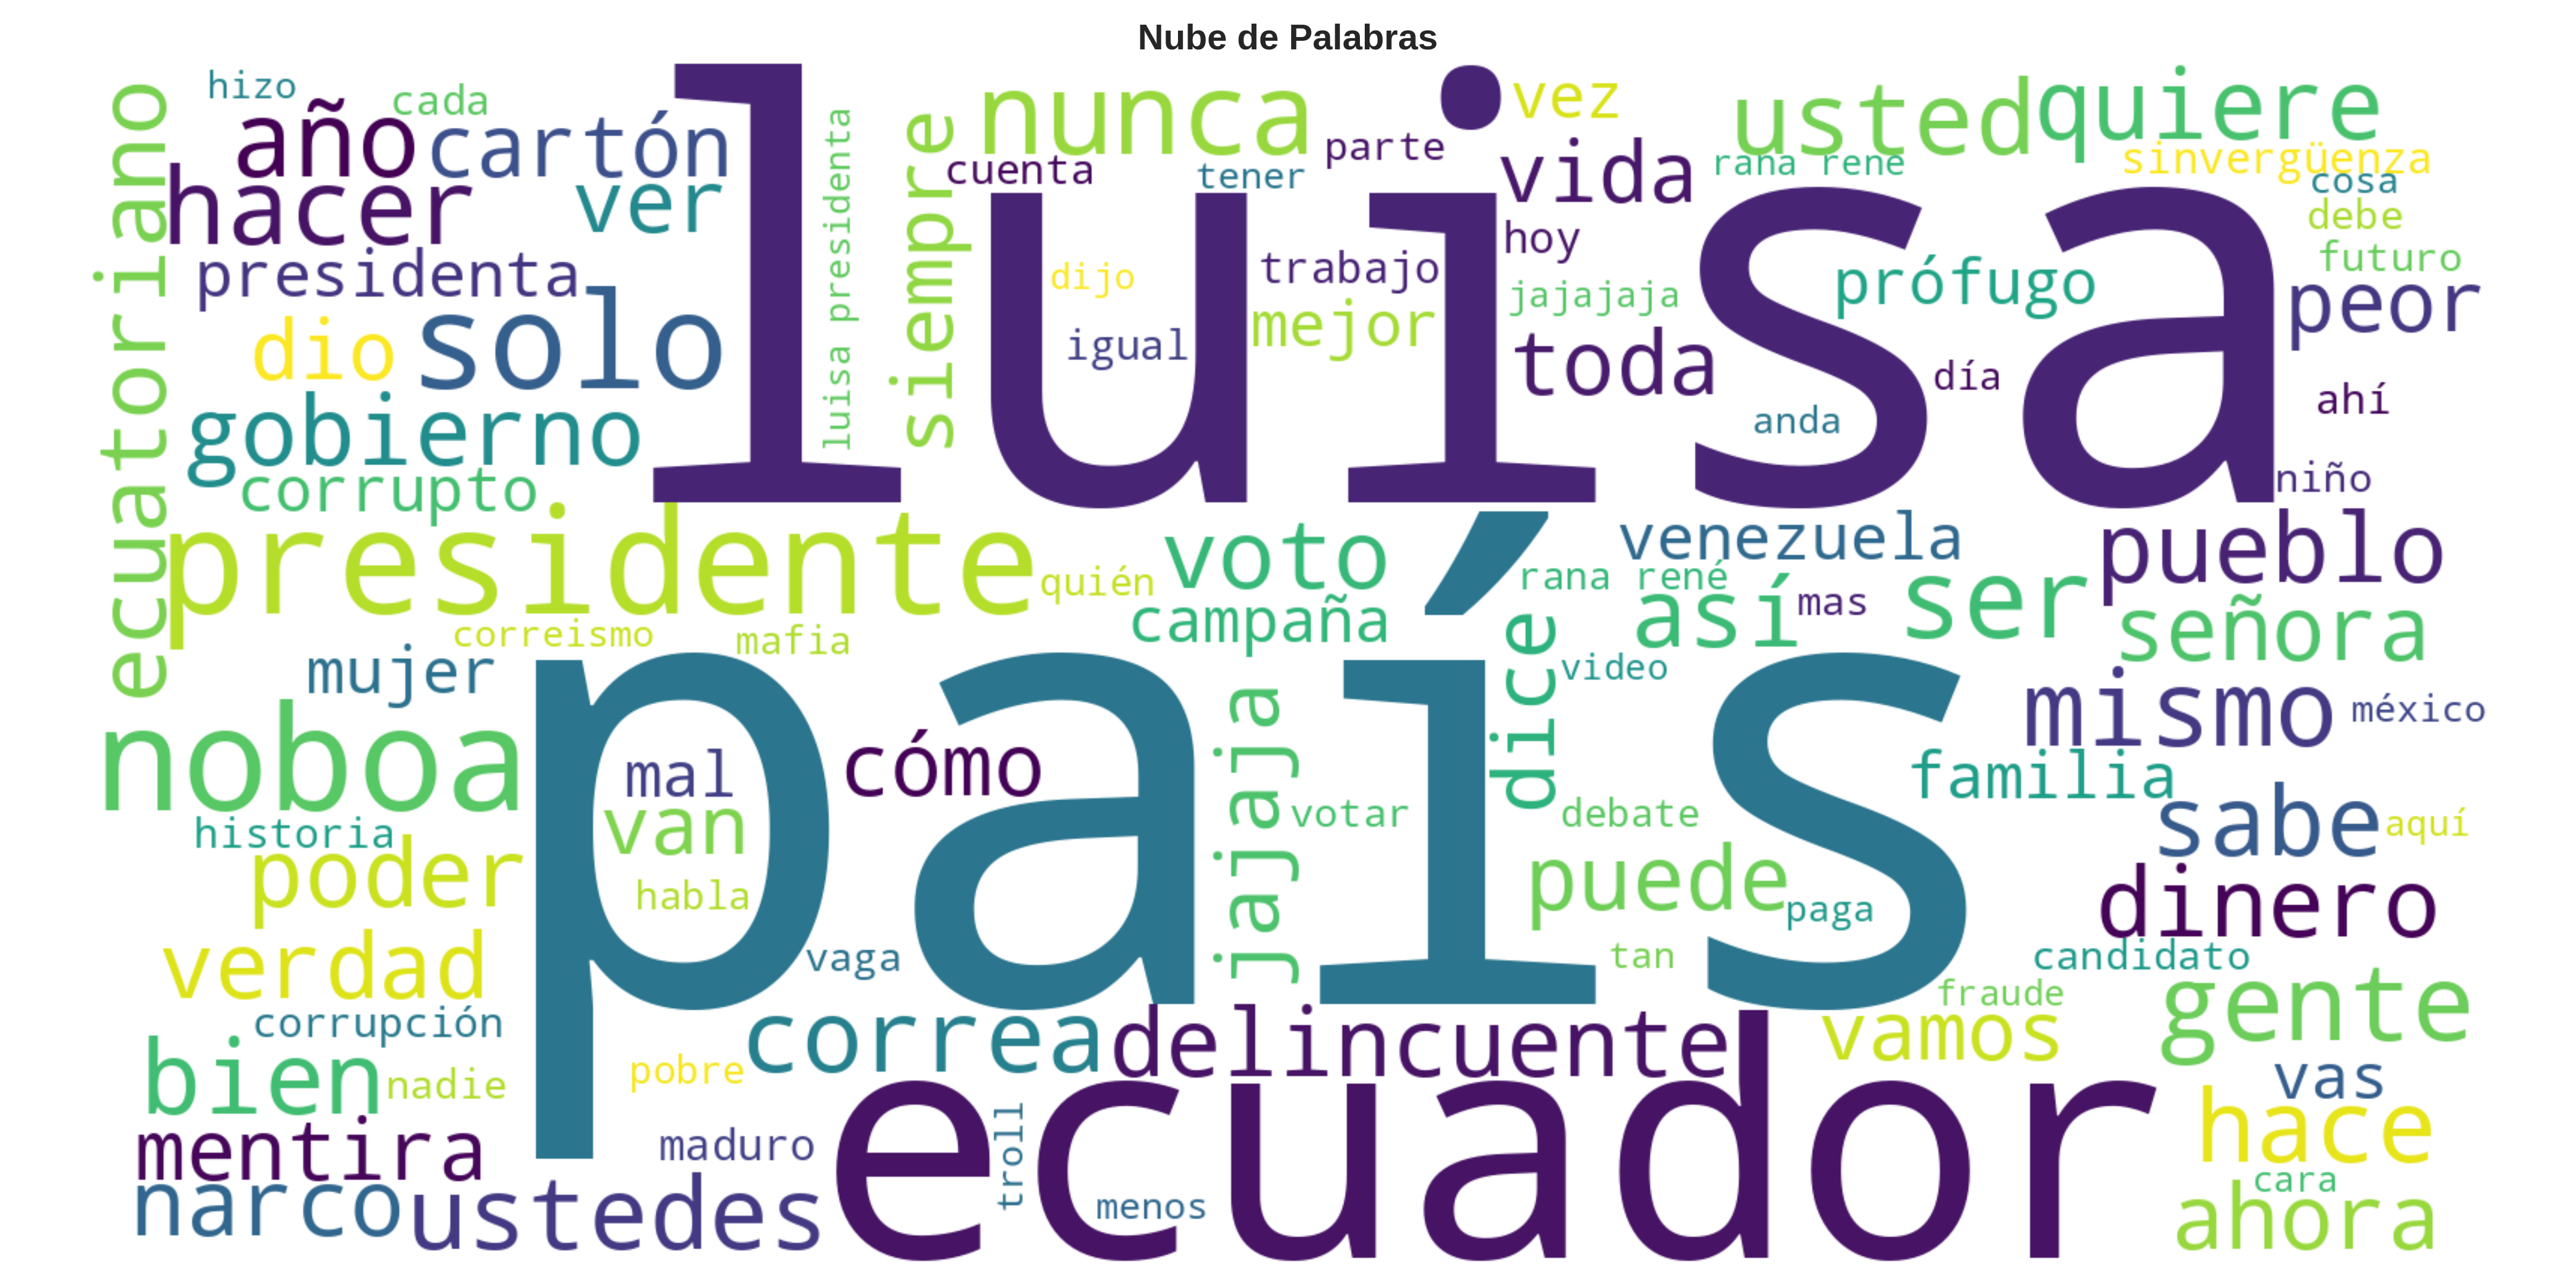 Nube de Palabras
hizo
cada
año
cartón
hacer
ver
ecuatoriano
presidenta
dio
solo
gobierno
corrupto
luisa
luisa presidenta
siempre
nunca
cuenta
tener
parte
vez
vida
usted
quiere
rana rene
sinvergüenza
cosa
debe
futuro
hoy
dijo
trabajo
jajajaja
prófugo
peor
igual
mejor
toda
día
anda
ahí
niño
presidente
quién
voto
campaña
venezuela
rana rené
así
mas
ser
pueblo
señora
correismo
mafia
mujer
país
dice
video
mismo
méxico
noboa
mal
cómo
van
jajaja
votar
debate
familia
sabe
aquí
historia
poder
habla
puede
paga
dinero
verdad
vaga
tan
candidato
corrupción
correa
delincuente
fraude
vamos
gente
bien
nadie
pobre
vas
mentira
maduro
troll
ecuador
hace
narco
ustedes
menos
cara
ahora